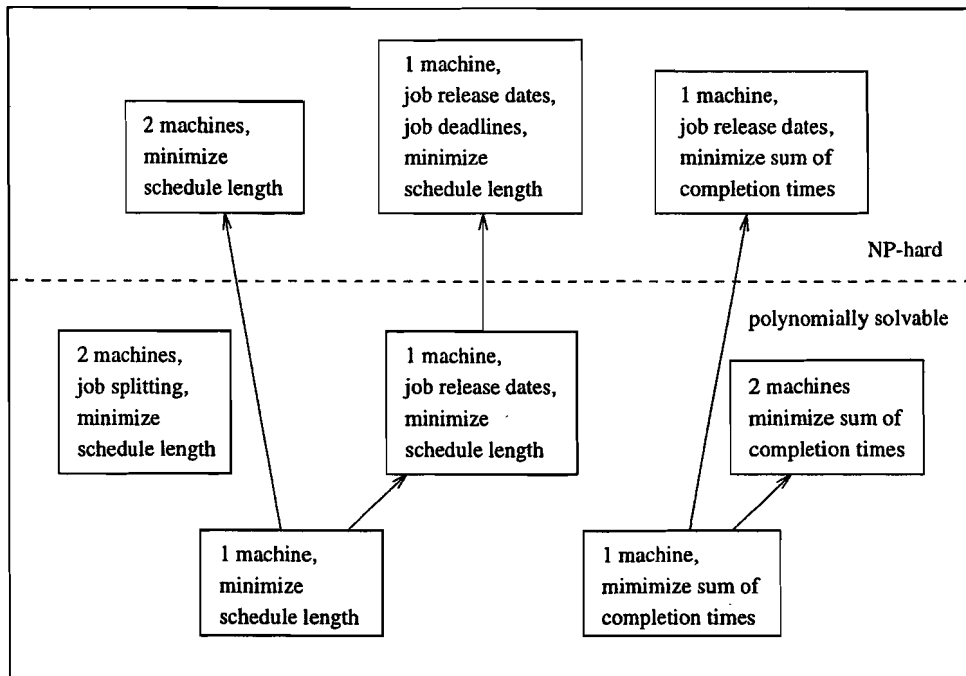 2 machines,
minimize
schedule length
1 machine,
job release dates,
job deadlines,
minimize
schedule length
1 machine,
job release dates,
minimize sum of
completion times
NP-hard
polynomially solvable
2 machines,
job splitting,
minimize
schedule length
1 machine,
job release dates,
minimize
schedule length
2 machines
minimize sum of
completion times
1 machine,
minimize
schedule length
1 machine,
mimimize sum of
completion times